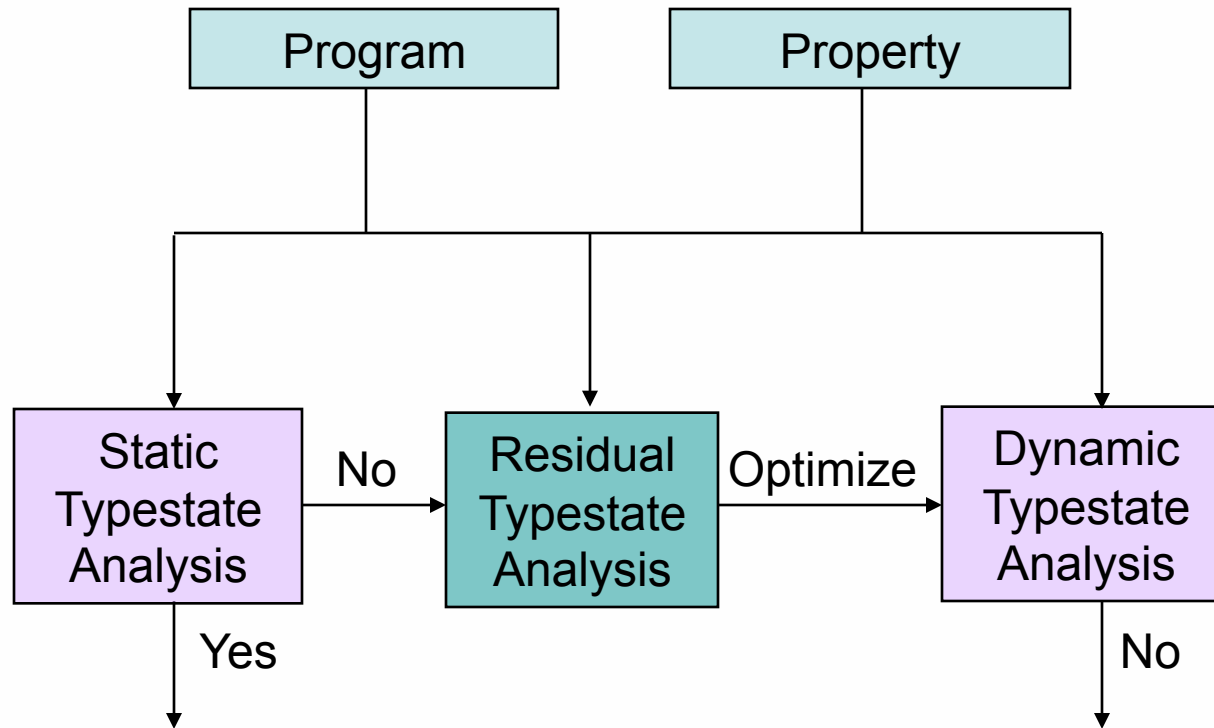 Program
Property
Static
Typestate
Analysis
No
Residual
Typestate
Analysis
Optimize
Dynamic
Typestate
Analysis
Yes
No